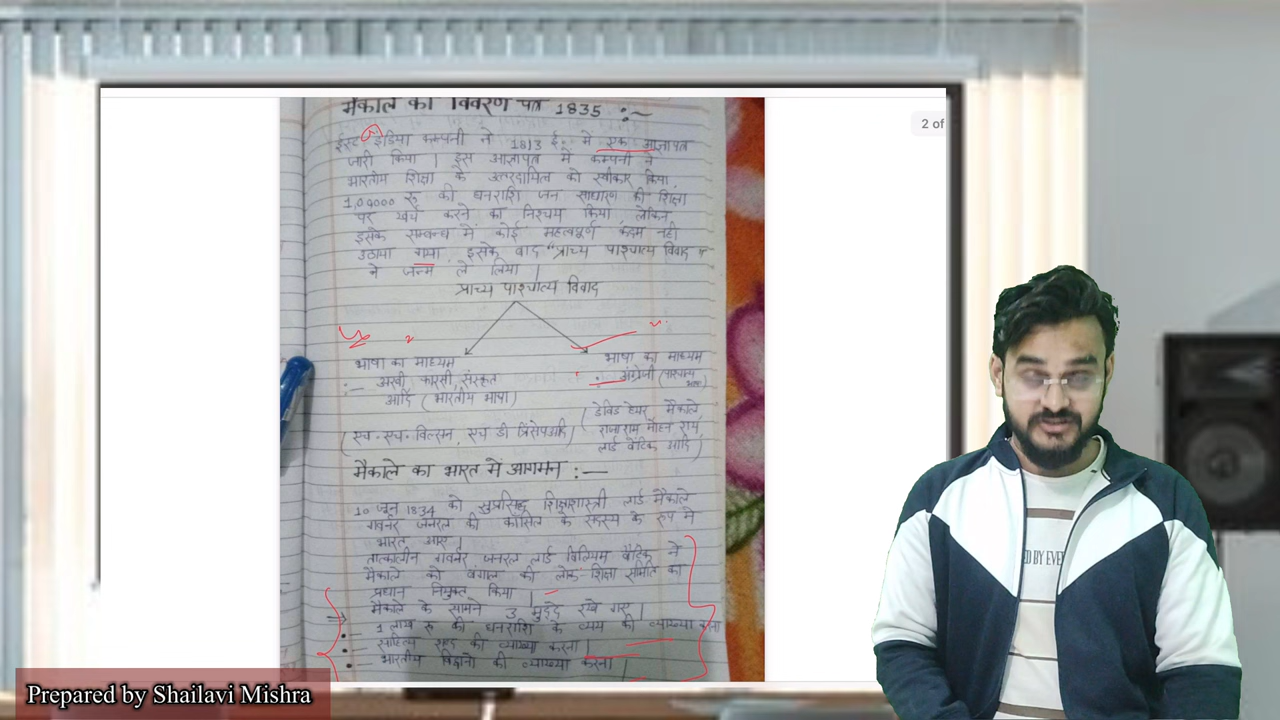 मैकाले का विवरण पत्र 1835 :~
ईस्ट इंडिया कम्पनी ने 1813 ई. में एक आज्ञापत्र
जारी किया | इस आज्ञापत्र में कम्पनी ने
भारतीय शिक्षा के उत्तरदायित्व को स्वीकार किया
1,00000 रु की धनराशि जन साधारण की शिक्षा
पर खर्च करने का निश्चय किया लेकिन
इसके सम्बन्ध में कोई महत्वपूर्ण कदम नहीं
उठाया गया इसके बाद "प्राच्य पाश्चात्य विवाद"
ने जन्म ले लिया |
प्राच्य पाश्चात्य विवाद
भाषा का माध्यम
:- अरबी फारसी, संस्कृत
आदि (भारतीय भाषा)
(एच.एच. विल्सन, एच डी प्रिंसेप आदि)
भाषा का माध्यम
: अंग्रेजी (पाश्चात्य
भाषा)
(डेविड हेयर, मैकाले,
राजा राम मोहन राय,
लार्ड बेंटिक आदि)
मैकाले का भारत में आगमन :—
10 जून 1834 को सुप्रसिद्ध शिक्षाशास्त्री लार्ड मैकाले
गवर्नर जनरल की कौंसिल के सदस्य के रूप में
भारत आए |
तात्कालीन गवर्नर जनरल लार्ड विलियम बैंटिक ने
मैकाले को बंगाल की लोक-शिक्षा समिति का
प्रधान नियुक्त किया |
मैकाले के सामने 3 मुद्दे रखे गए |
1 लाख रु की धनराशि के व्यय की व्याख्या करना
साहित्य शब्द की व्याख्या करना |
भारतीय विद्वानों की व्याख्या करना |
2 of
Prepared by Shailavi Mishra